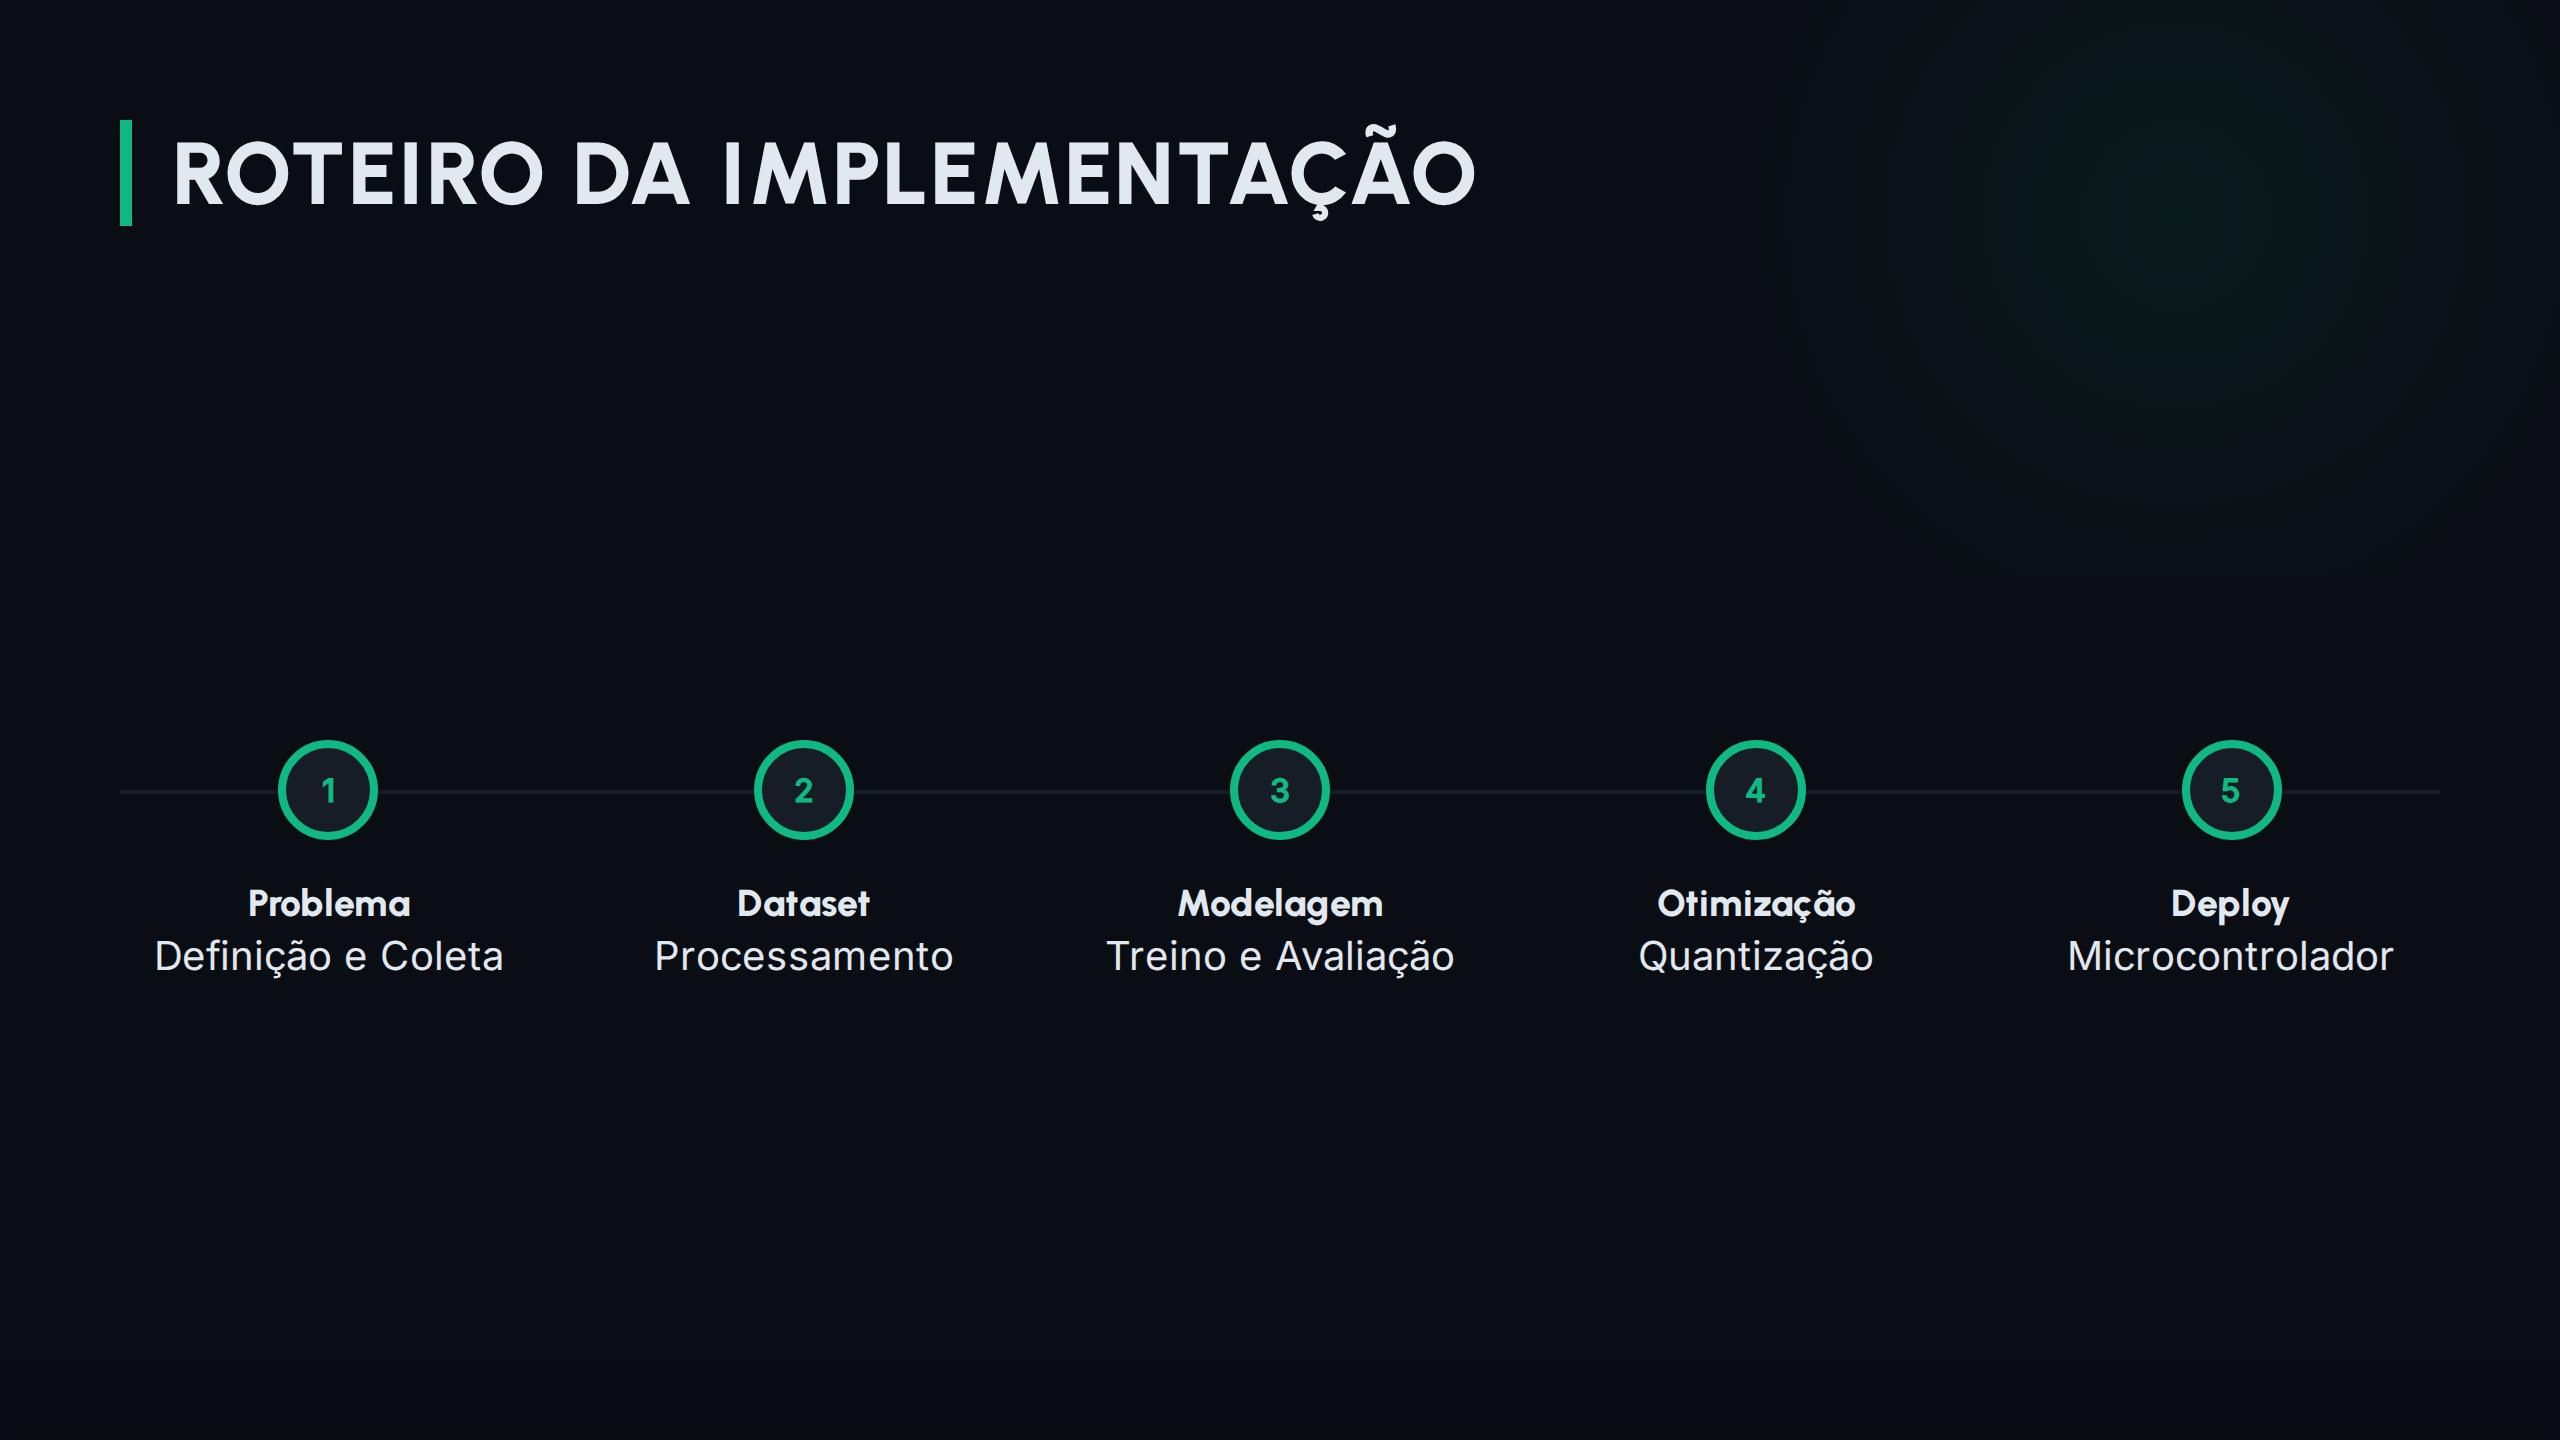 ROTEIRO DA IMPLEMENTAÇÃO
1
Problema
Definição e Coleta
2
Dataset
Processamento
3
Modelagem
Treino e Avaliação
4
Otimização
Quantização
5
Deploy
Microcontrolador